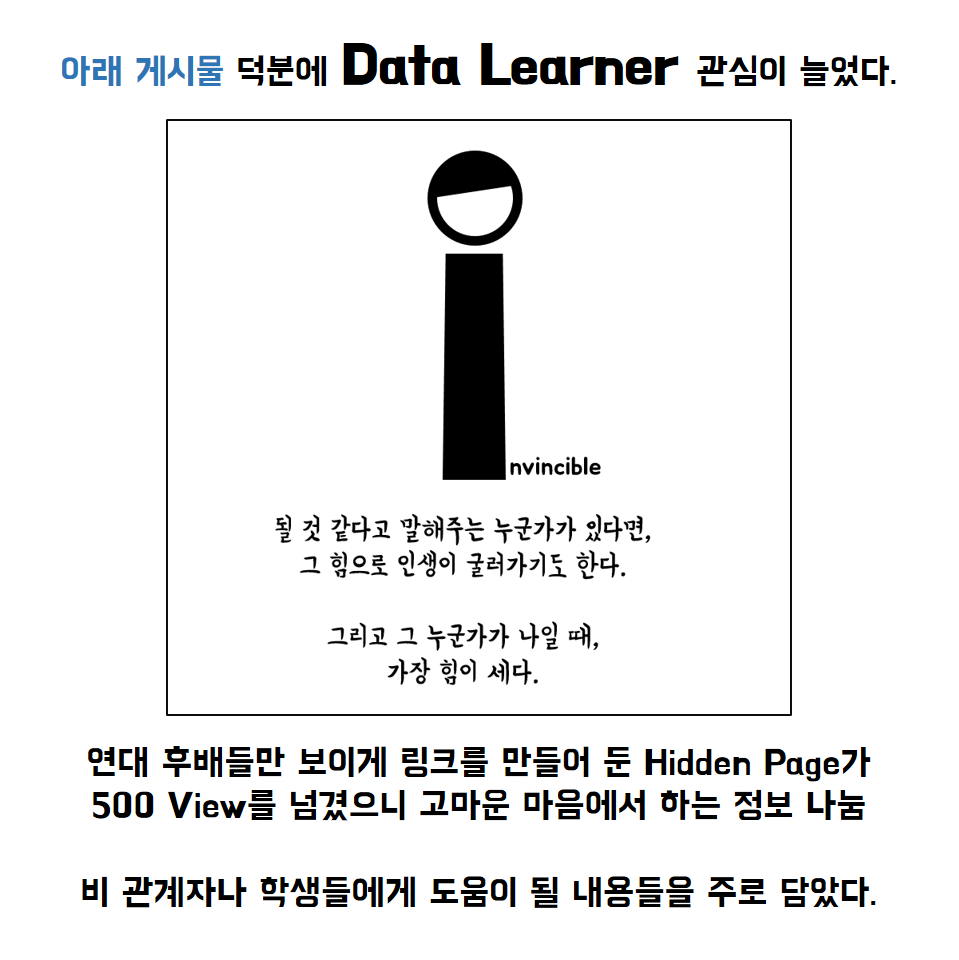 아래 게시물 덕분에 Data Learner 관심이 늘었다.
nvincible
될 것 같다고 말해주는 누군가가 있다면,
그 힘으로 인생이 굴러가기도 한다.
그리고 그 누군가가 나일 때,
가장 힘이 세다.
연대 후배들만 보이게 링크를 만들어 둔 Hidden Page가
500 View를 넘겼으니 고마운 마음에서 하는 정보 나눔
비 관계자나 학생들에게 도움이 될 내용들을 주로 담았다.